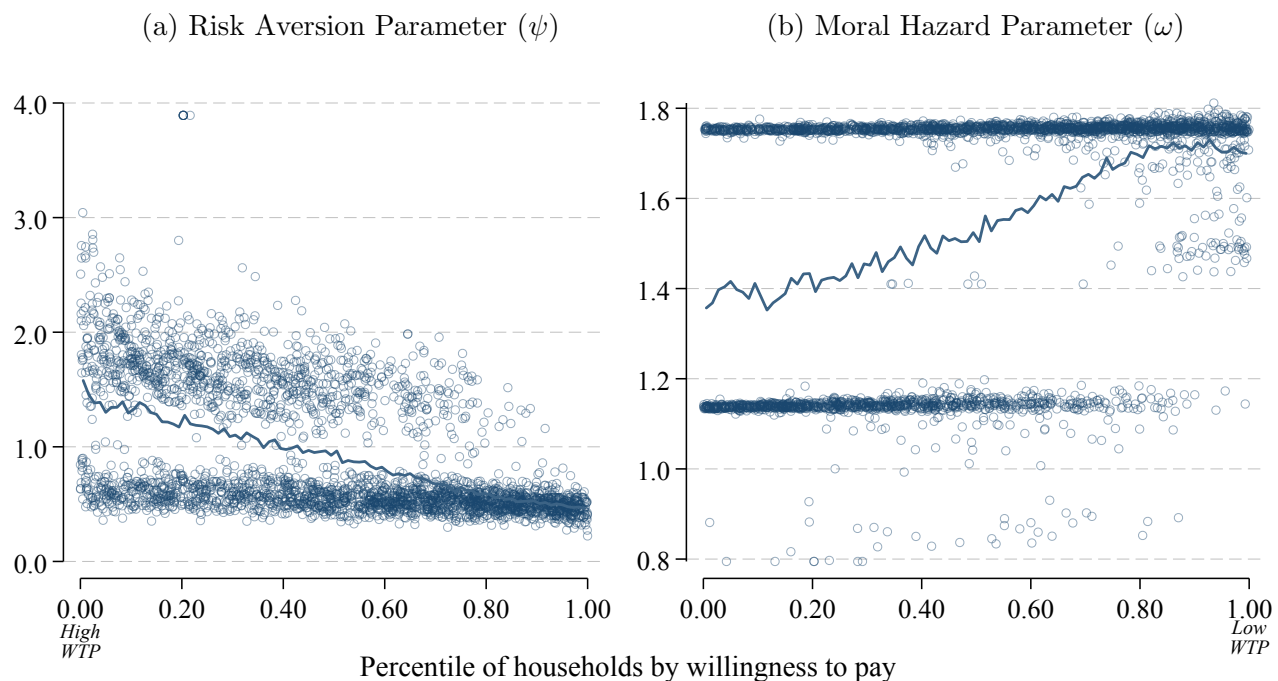 (a) Risk Aversion Parameter (ψ)
(b) Moral Hazard Parameter (ω)
4.0
3.0
2.0
1.0
0.0
0.00 0.20 0.40 0.60 0.80 1.00
High
WTP
1.8
1.6
1.4
1.2
1.0
0.8
0.00 0.20 0.40 0.60 0.80 1.00
Low
WTP
Percentile of households by willingness to pay